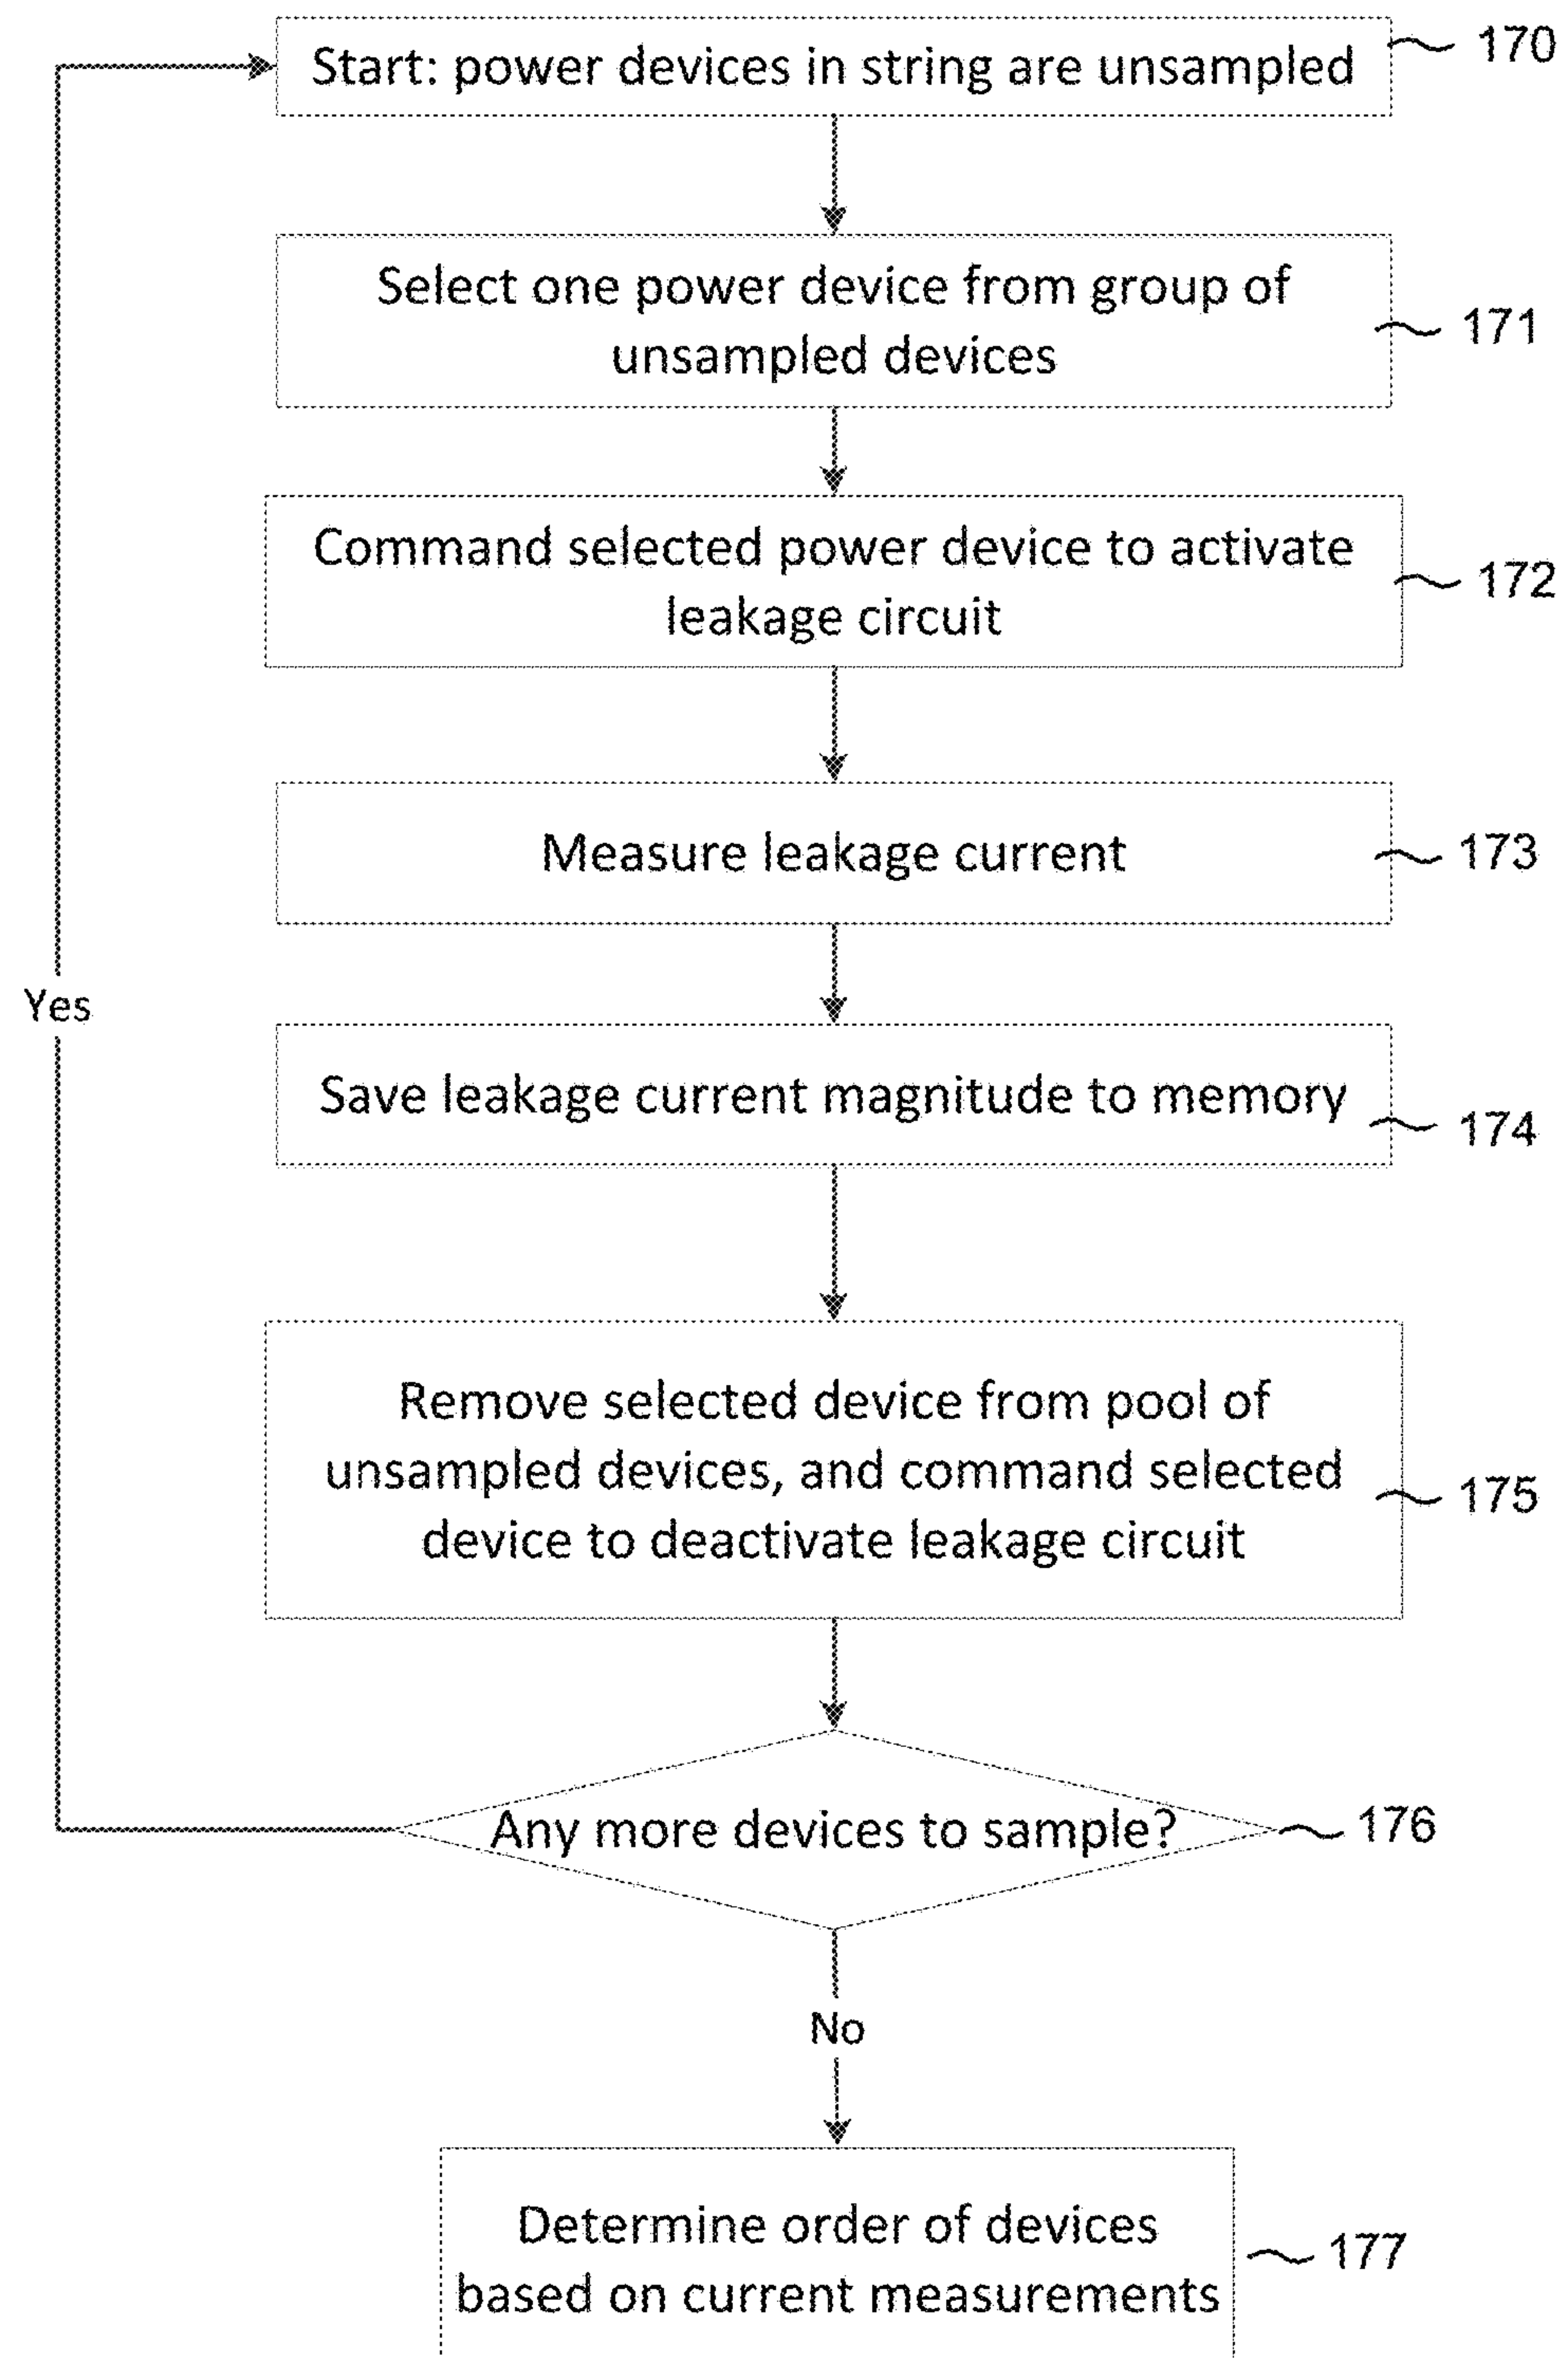 Start: power devices in string are unsampled
170
Select one power device from group of
unsampled devices
171
Command selected power device to activate
leakage circuit
172
Measure leakage current
173
Yes
Save leakage current magnitude to memory
174
Remove selected device from pool of
unsampled devices, and command selected
device to deactivate leakage circuit
175
Any more devices to sample?
176
No
Determine order of devices
based on current measurements
177